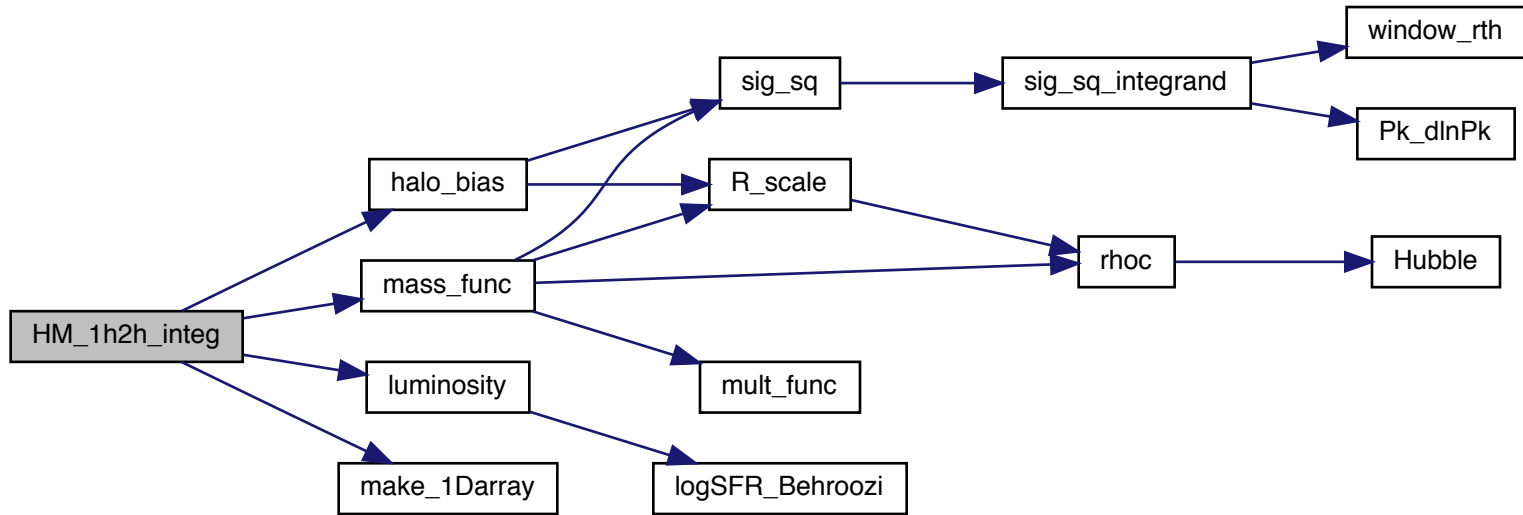 HM_1h2h_integ
halo_bias
mass_func
luminosity
make_1Darray
sig_sq
R_scale
mult_func
logSFR_Behroozi
sig_sq_integrand
rhoc
window_rth
Pk_dlnPk
Hubble